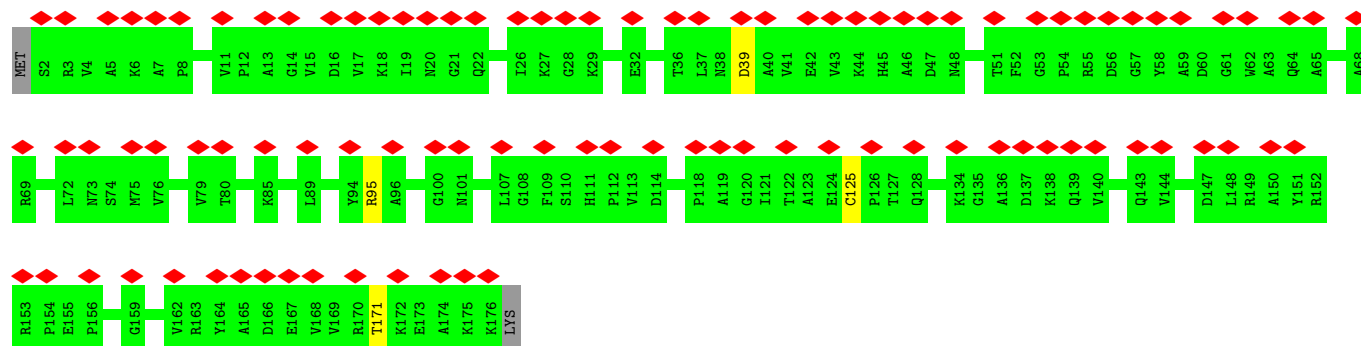 MET S2 R3 V4 A5 K6 A7 P8 V11 P12 A13 G14 V15 D16 V17 K18 I19 N20 G21 Q22 I26 K27 G28 K29 E32 T36 L37 N38 D39 A40 V41 E42 V43 K44 H45 A46 D47 N48 T51 F52 G53 P54 R55 D56 G57 Y58 A59 D60 G61 W62 A63 Q64 A65 A68
R69 L72 N73 S74 M75 V76 V79 T80 K85 L89 Y94 R95 A96 G100 N101 L107 G108 F109 S110 H111 P112 V113 D114 P118 A119 G120 I121 T122 A123 E124 C125 P126 T127 Q128 K134 G135 A136 D137 K138 Q139 V140 Q143 V144 D147 L148 R149 A150 Y151 R152
R153 P154 E155 P156 G159 V162 R163 Y164 A165 D166 E167 V168 V169 R170 T171 K172 E173 A174 K175 K176 LYS